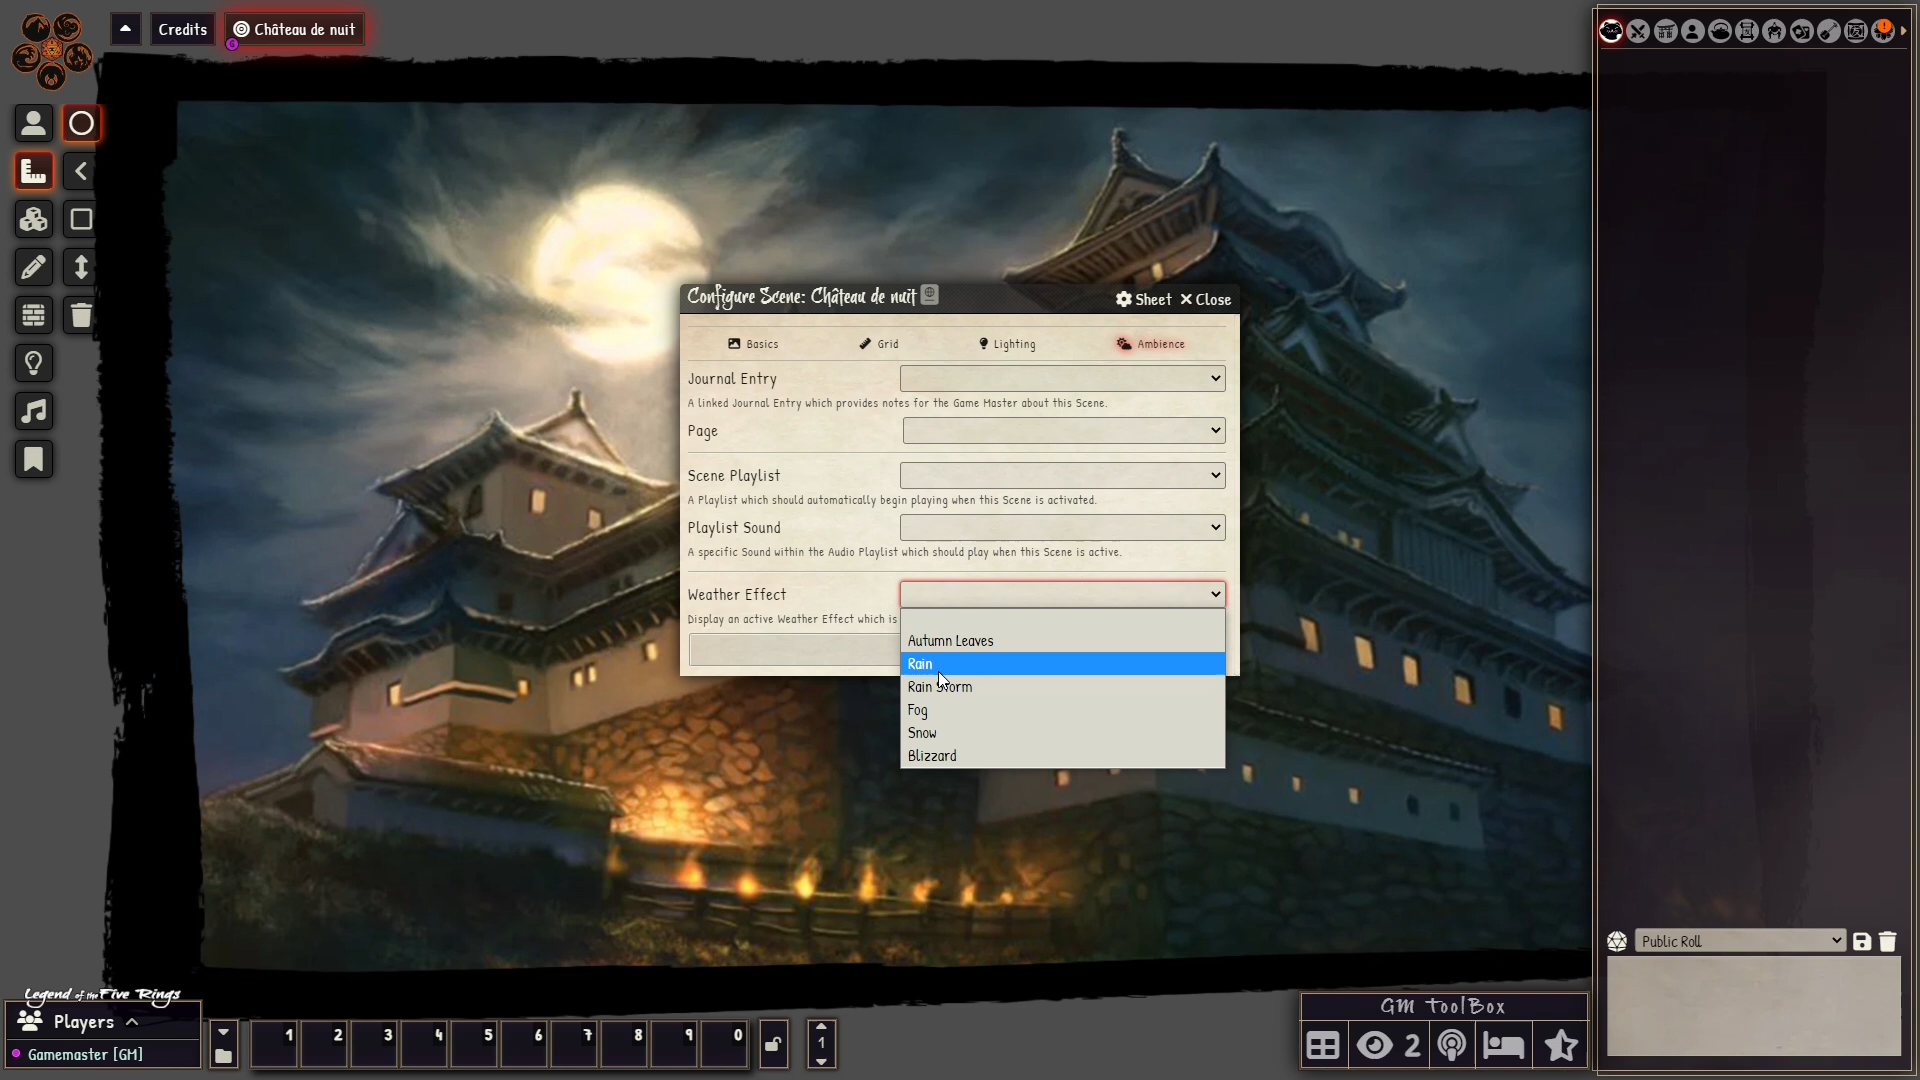 Credits
Château de nuit
G
Configure Scene: Château de nuit
Sheet
Close
Basics
Grid
Lighting
Ambience
Journal Entry
A linked Journal Entry which provides notes for the Game Master about this Scene.
Page
Scene Playlist
A Playlist which should automatically begin playing when this Scene is activated.
Playlist Sound
A specific Sound within the Audio Playlist which should play when this Scene is active.
Weather Effect
Display an active Weather Effect which is
Autumn Leaves
Rain
Rain Storm
Fog
Snow
Blizzard
Public Roll
Legend of the Five Rings
Players
Gamemaster [GM]
1 2 3 4 5 6 7 8 9 0
1
GM ToolBox
2